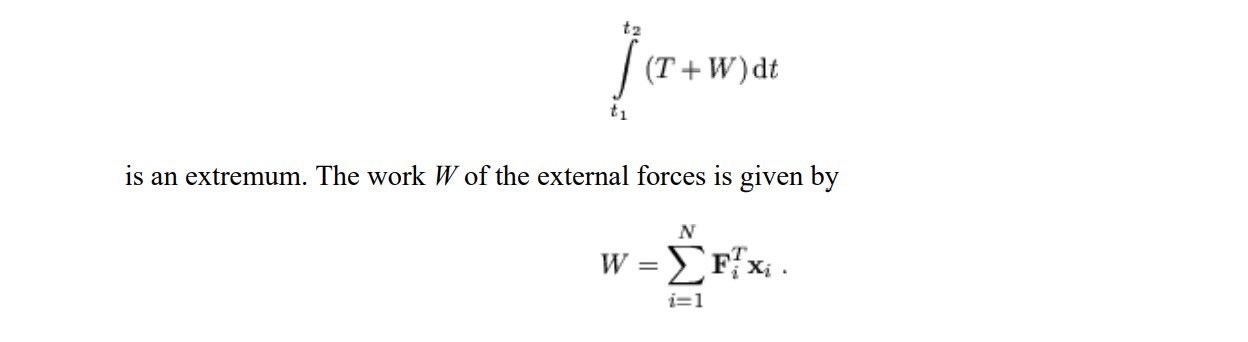 t₂
∫ (T + W) dt
t₁
is an extremum. The work W of the external forces is given by
N
W = ∑ Fᵢᵀxᵢ .
i=1